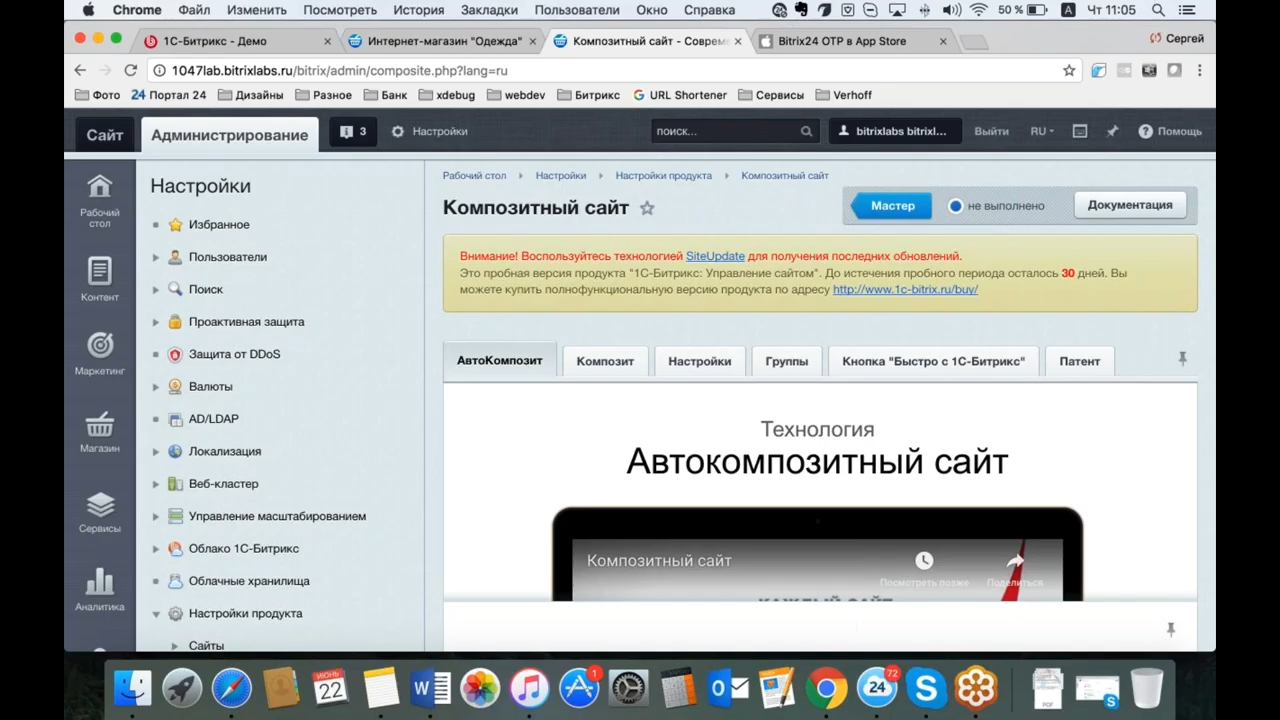 Chrome Файл Изменить Посмотреть История Закладки Пользователи Окно Справка 50 % A Чт 11:05
1С-Битрикс - Демо
Интернет-магазин "Одежда"
Композитный сайт - Совреме
Bitrix24 OTP в App Store
Сергей
1047lab.bitrixlabs.ru/bitrix/admin/composite.php?lang=ru
Фото 24 Портал 24 Дизайны Разное Банк xdebug webdev Битрикс URL Shortener Сервисы Verhoff
Сайт Администрирование 3 Настройки поиск... bitrixlabs bitrixl... Выйти RU Помощь
Рабочий стол
Контент
Маркетинг
Магазин
Сервисы
Аналитика
Настройки
Избранное
Пользователи
Поиск
Проактивная защита
Защита от DDoS
Валюты
AD/LDAP
Локализация
Веб-кластер
Управление масштабированием
Облако 1С-Битрикс
Облачные хранилища
Настройки продукта
Сайты
Рабочий стол Настройки Настройки продукта Композитный сайт
Композитный сайт
Мастер не выполнено Документация
Внимание! Воспользуйтесь технологией SiteUpdate для получения последних обновлений.
Это пробная версия продукта "1С-Битрикс: Управление сайтом". До истечения пробного периода осталось 30 дней. Вы
можете купить полнофункциональную версию продукта по адресу http://www.1c-bitrix.ru/buy/
АвтоКомпозит Композит Настройки Группы Кнопка "Быстро с 1С-Битрикс" Патент
Технология
Автокомпозитный сайт
Композитный сайт
Посмотреть позже Поделиться
КАЖДЫЙ САЙТ
ИЮНЬ
22
1
24
72